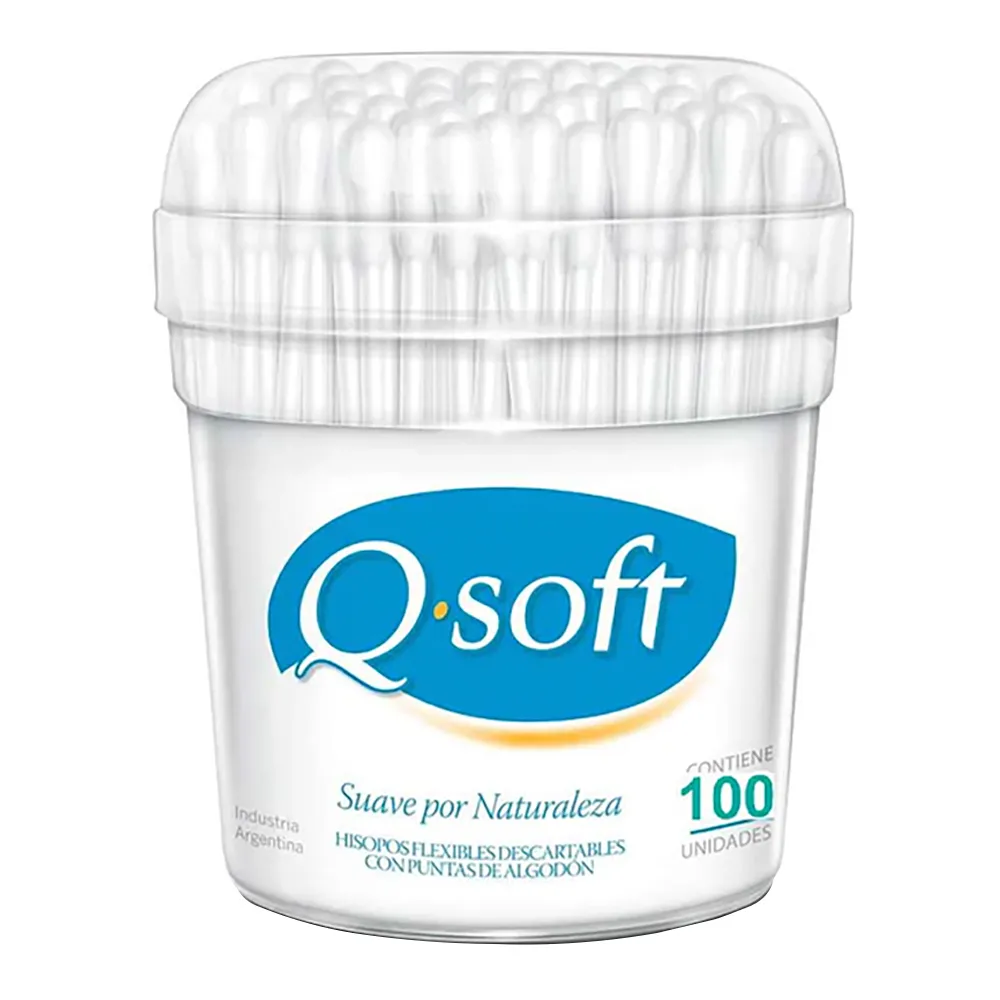 Q·soft
Suave por Naturaleza
HISOPOS FLEXIBLES DESCARTABLES
CON PUNTAS DE ALGODÓN
Industria
Argentina
CONTIENE
100
UNIDADES